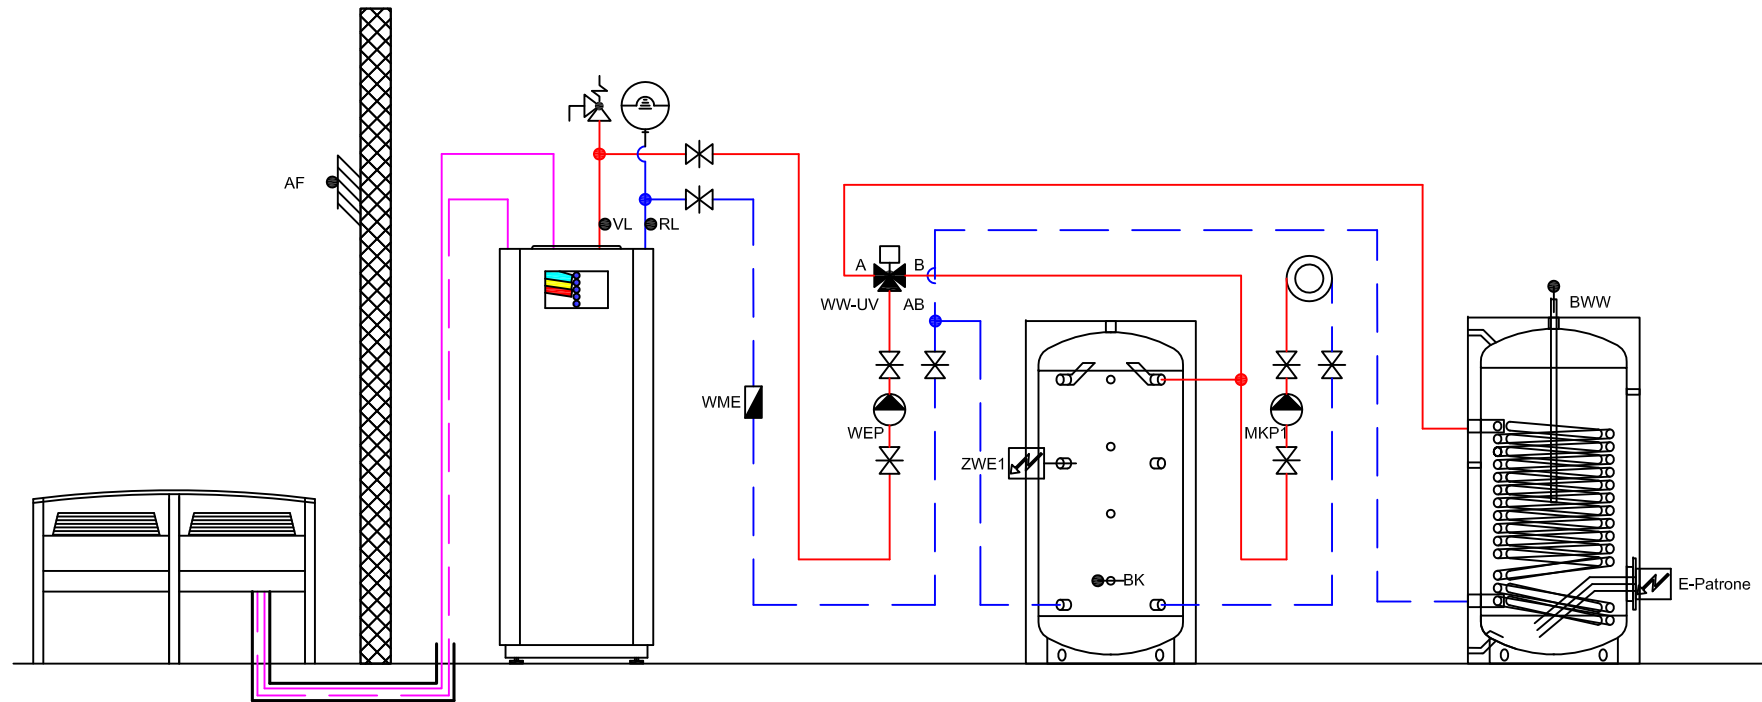 AF
VL
RL
A
B
WW-UV
AB
BWW
WME
WEP
MKP1
ZWE1
BK
E-Patrone